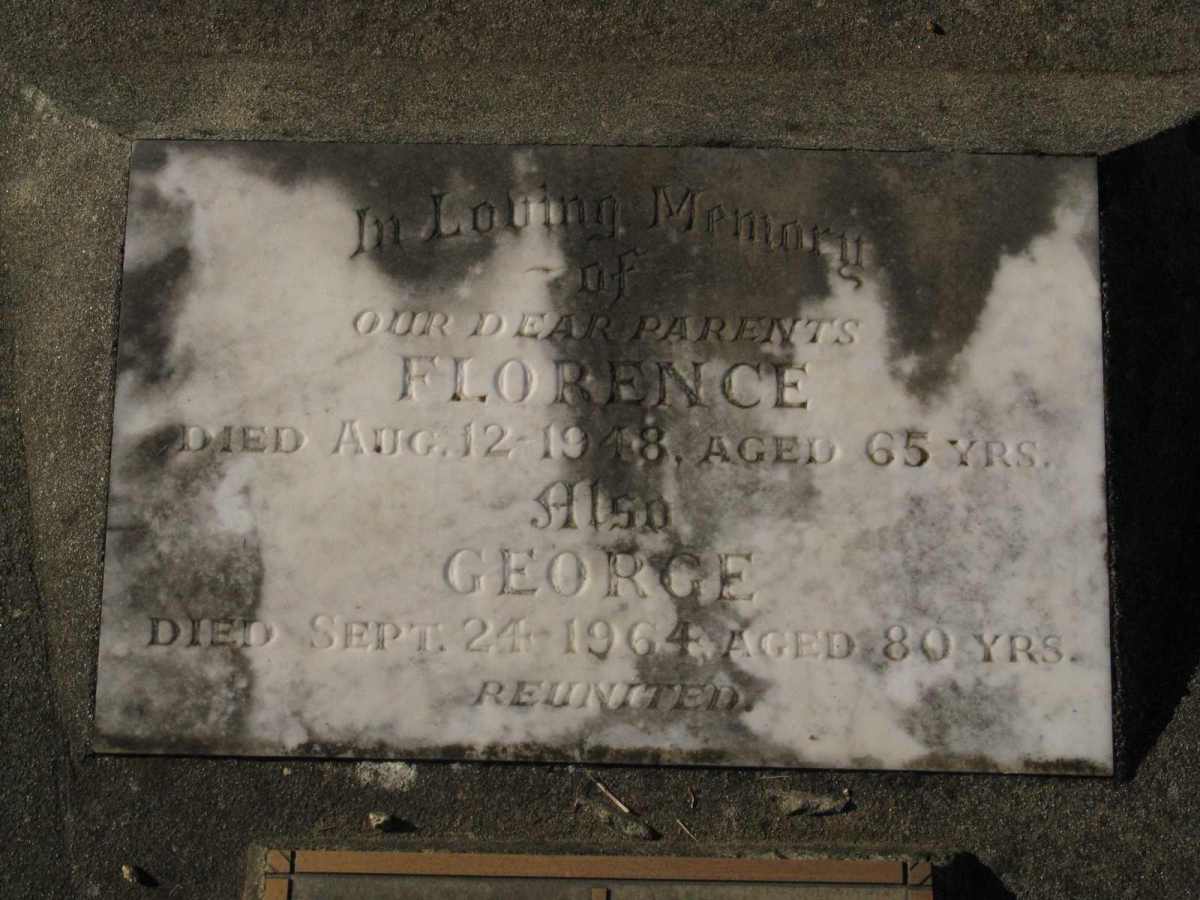 In Loving Memory
- of -
OUR DEAR PARENTS
FLORENCE
DIED AUG. 12-1948, AGED 65 YRS.
Also
GEORGE
DIED SEPT. 24-1964, AGED 80 YRS.
REUNITED.